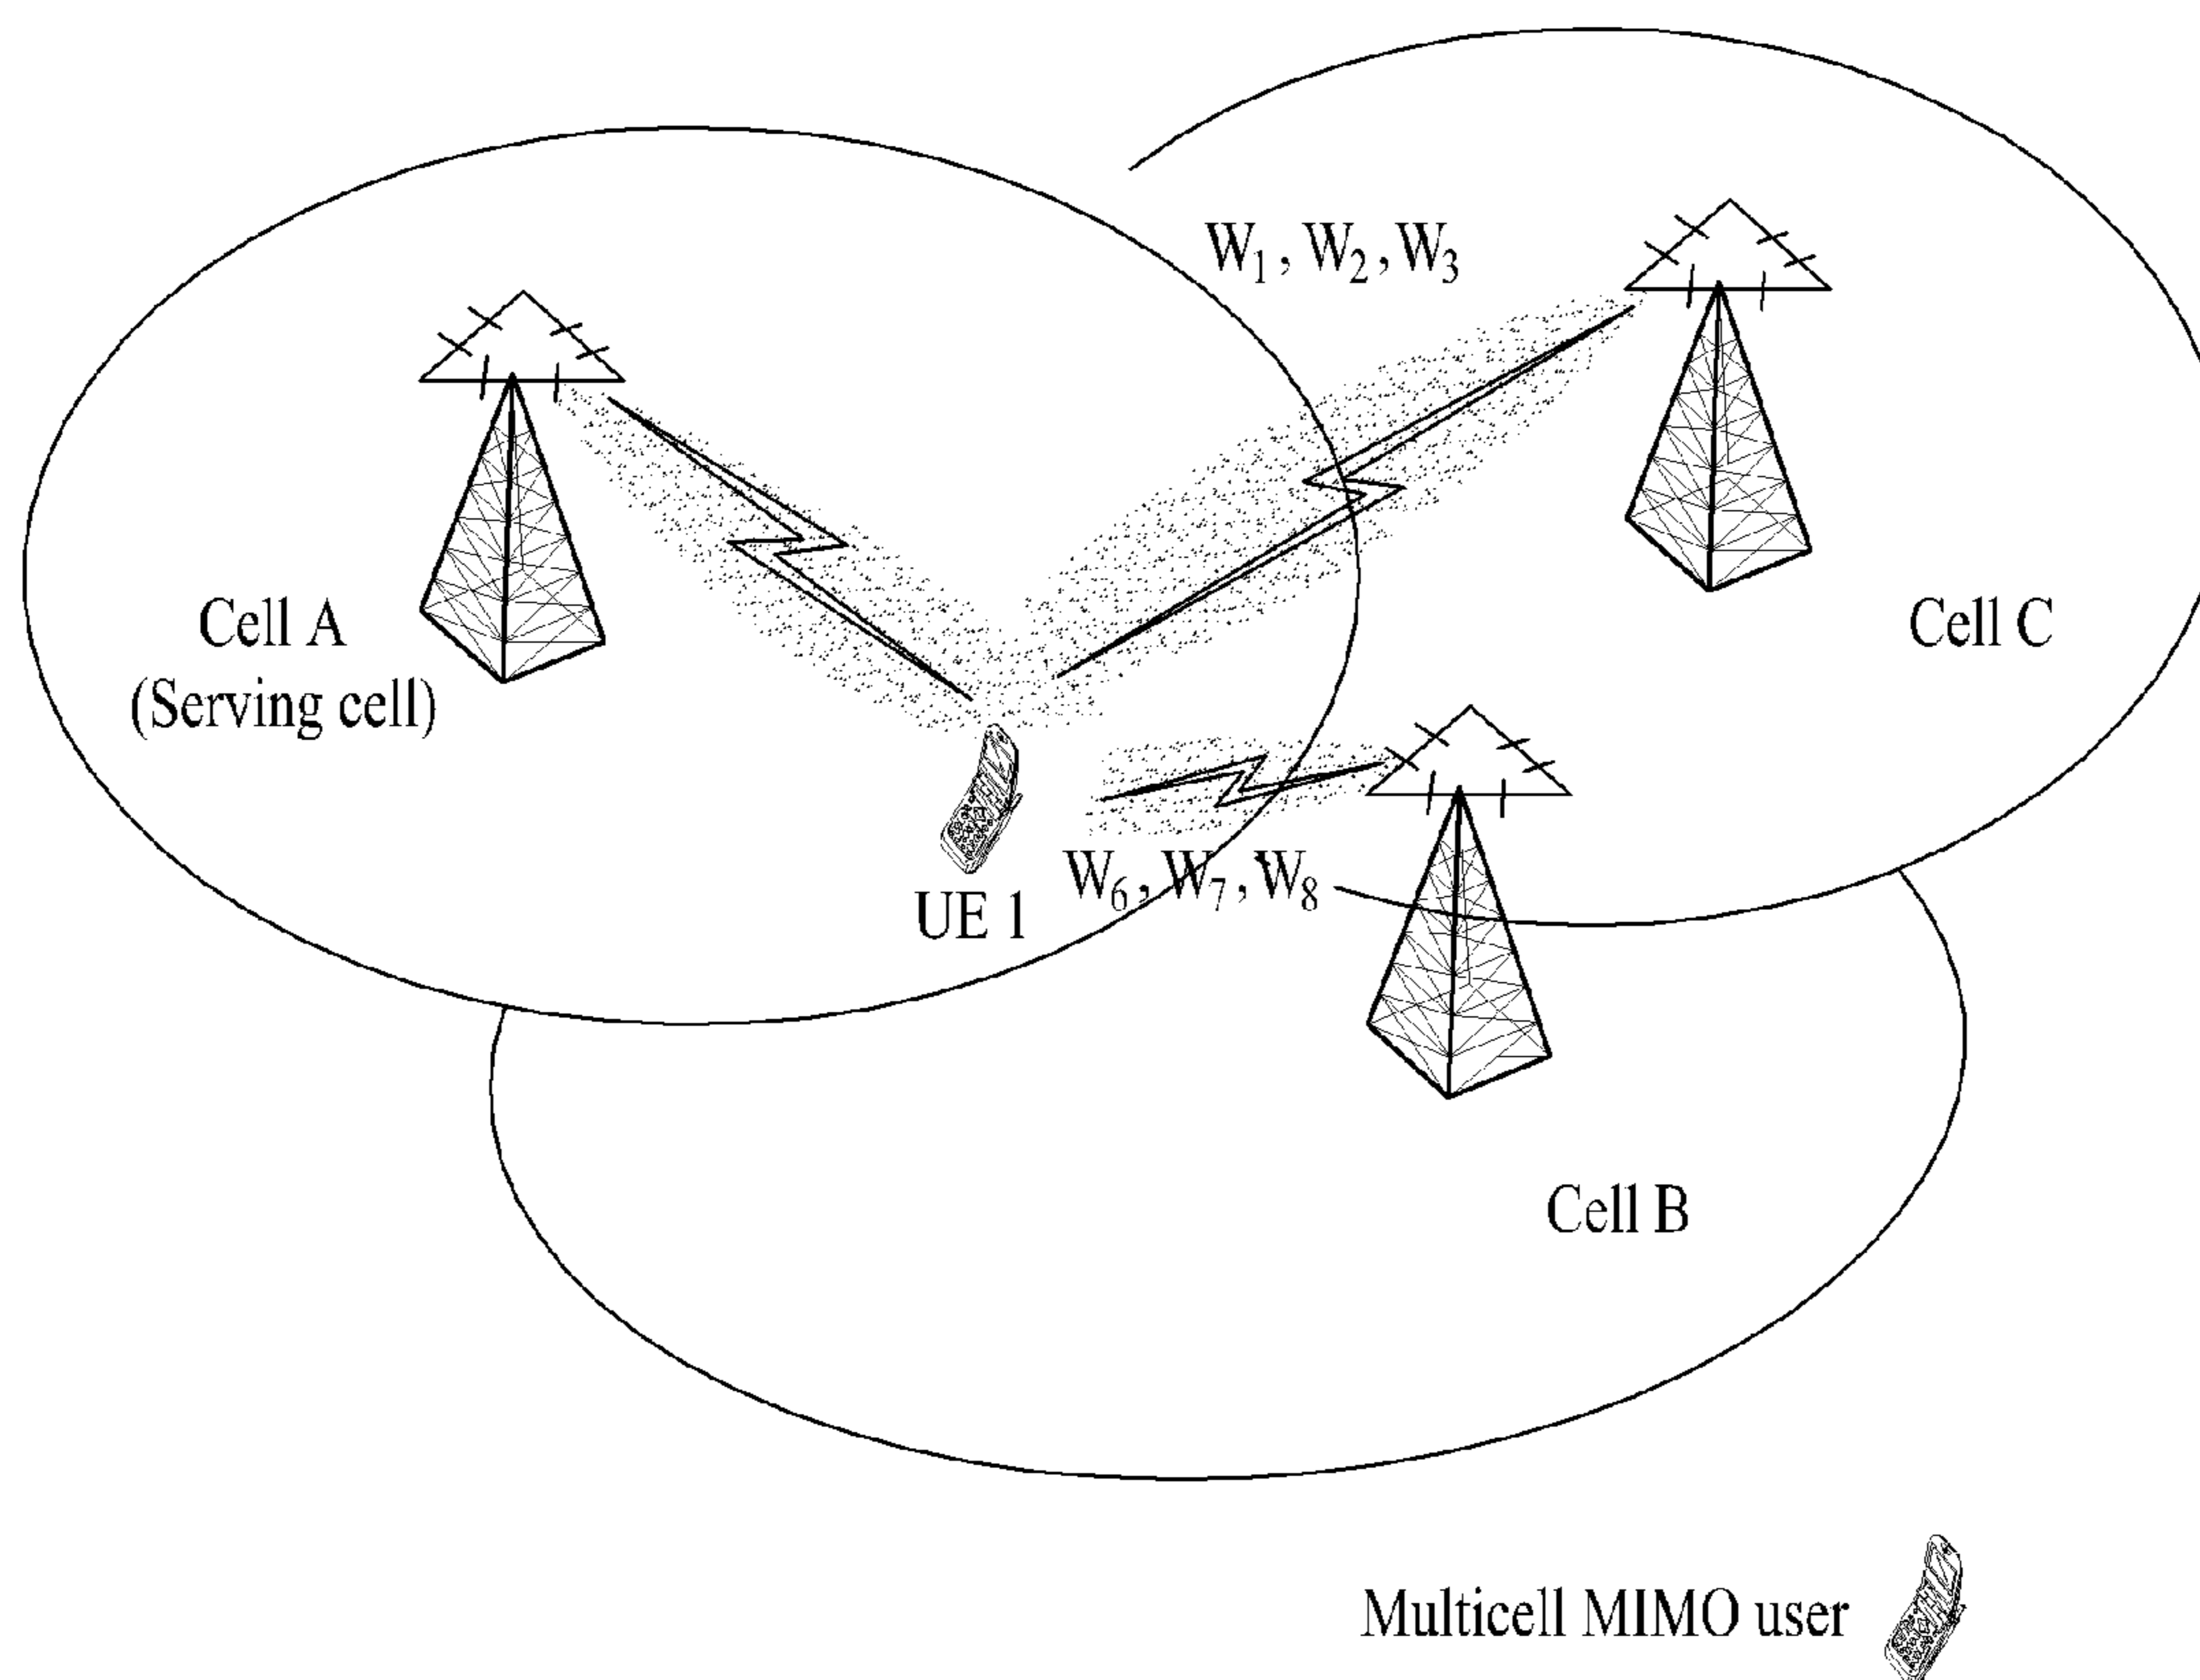 W1, W2, W3
Cell A
(Serving cell)
Cell C
UE 1
W6, W7, W8
Cell B
Multicell MIMO user